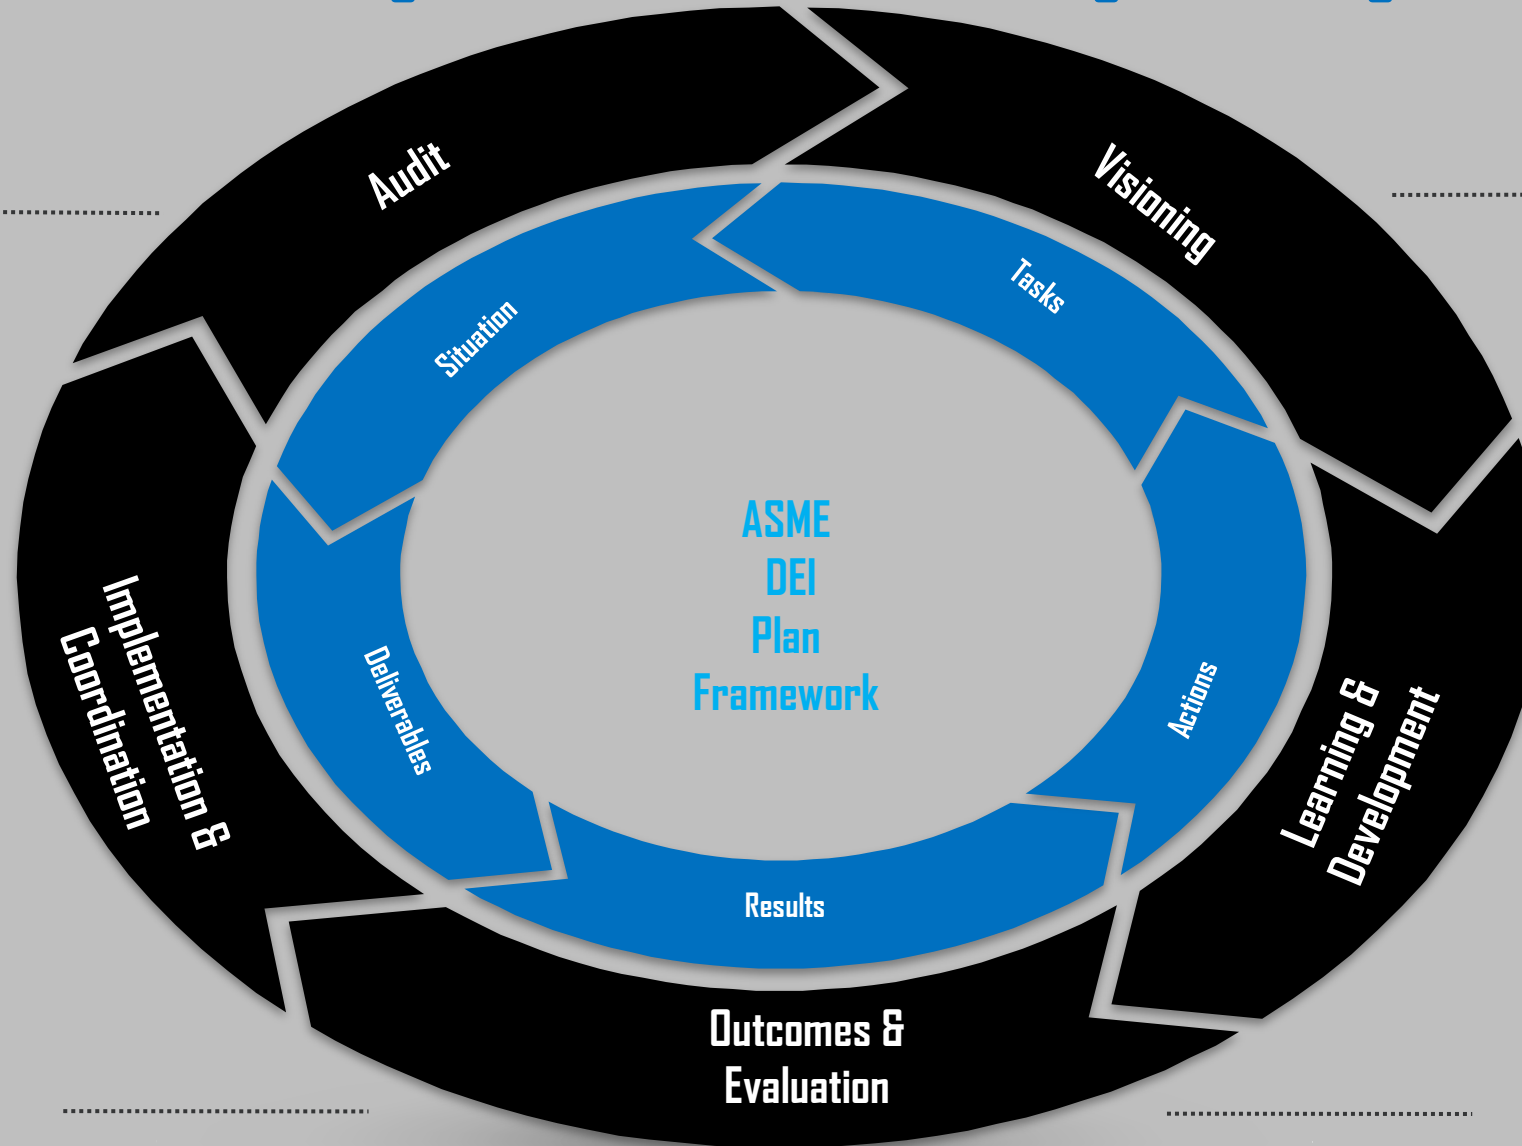 Audit
Visioning
Tasks
Situation
ASME
DEI
Plan
Framework
Implementation &
Coordination
Deliverables
Actions
Learning &
Development
Results
Outcomes &
Evaluation